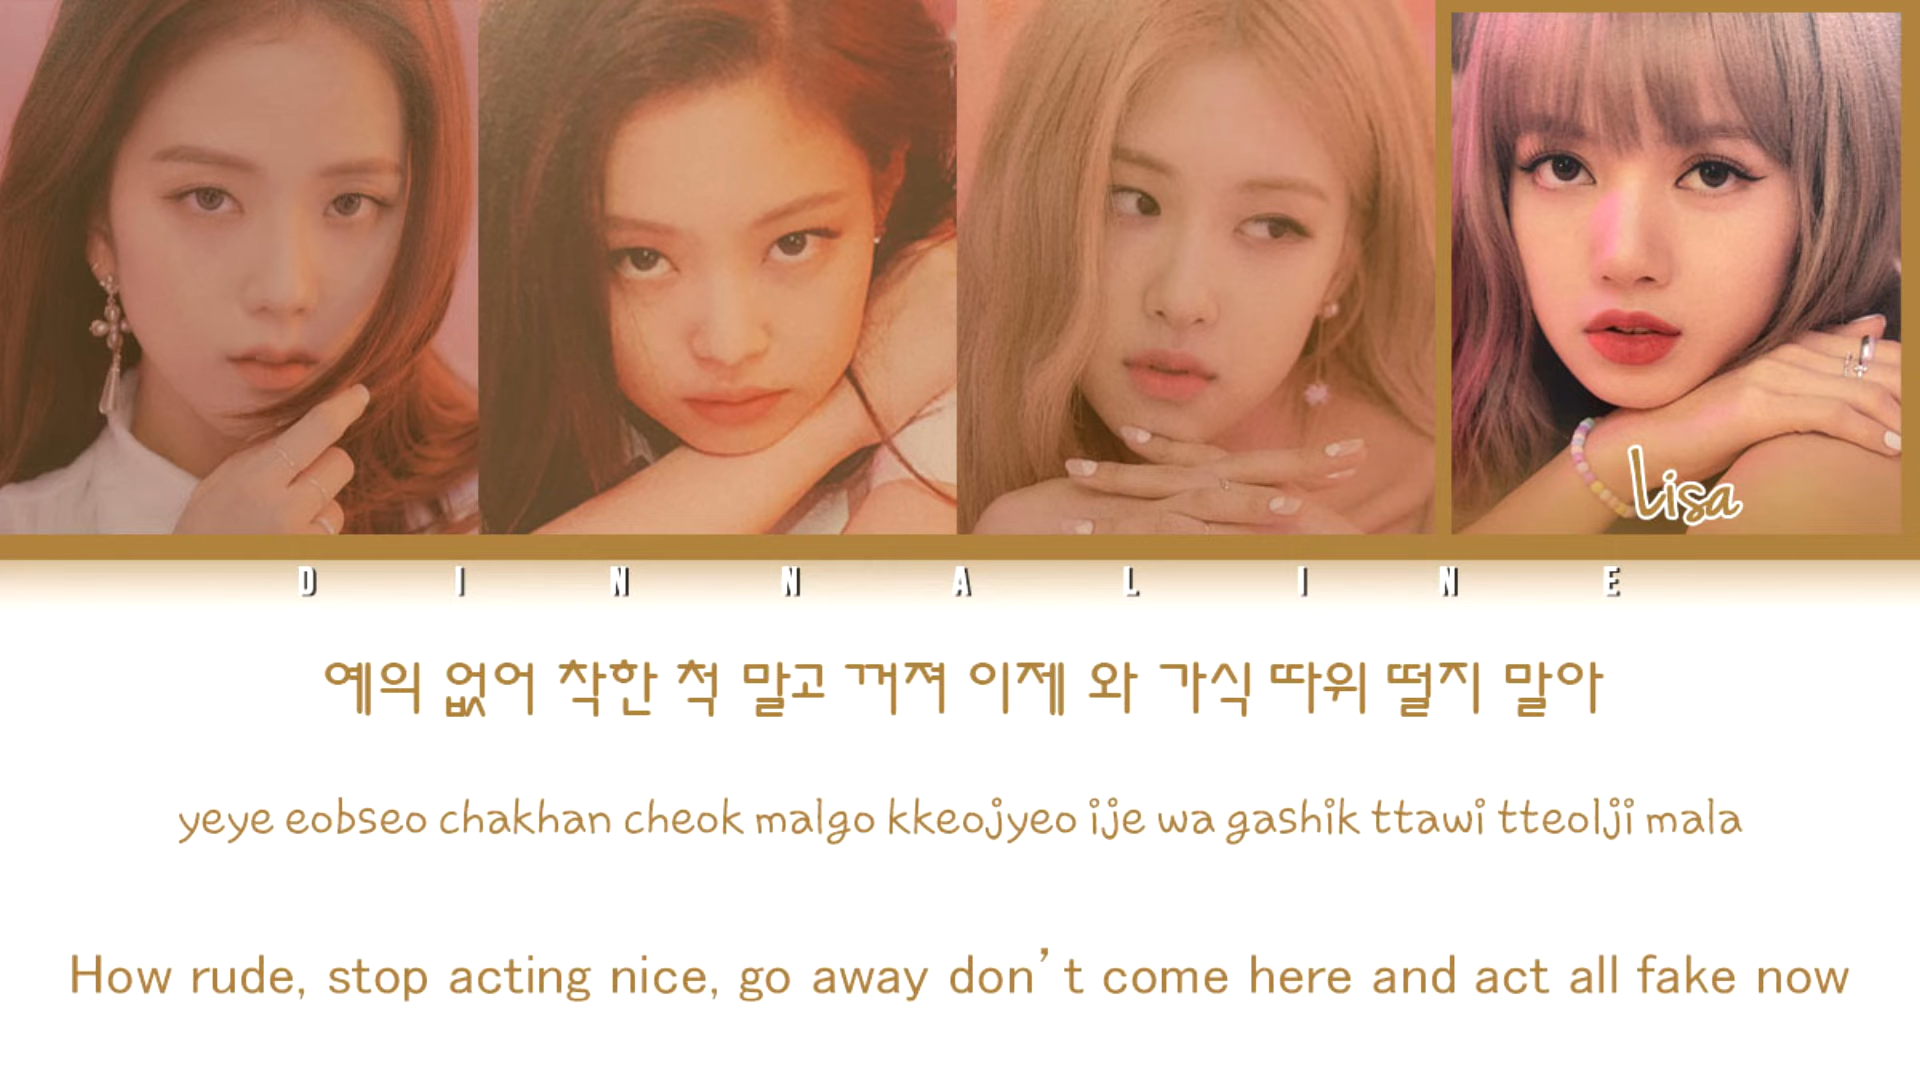 Lisa
D I N N A L I N E
예의 없어 착한 척 말고 꺼져 이제 와 가식 따위 떨지 말아
yeye eobseo chakhan cheok malgo kkeojyeo ije wa gashik ttawi tteolji mala
How rude, stop acting nice, go away don’t come here and act all fake now